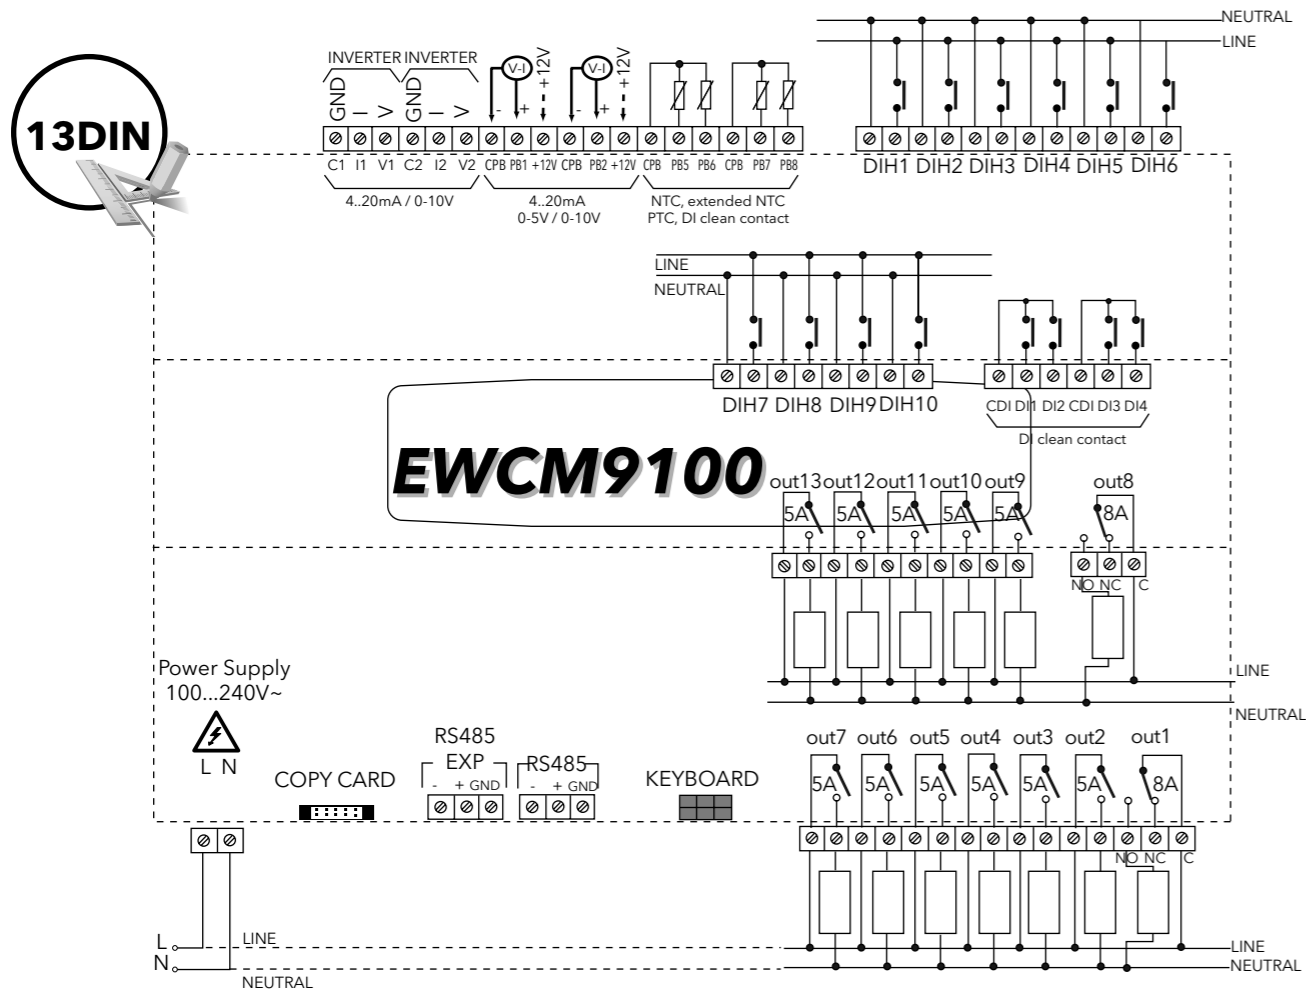 NEUTRAL
LINE
INVERTER INVERTER
GND I V GND I V V-I +12V V-I +12V
- + - +
13DIN
C1 I1 V1 C2 I2 V2 CPB PB1 +12V CPB PB2 +12V CPB PB5 PB6 CPB PB7 PB8
DIH1 DIH2 DIH3 DIH4 DIH5 DIH6
4..20mA / 0-10V
4..20mA
0-5V / 0-10V
NTC, extended NTC
PTC, DI clean contact
LINE
NEUTRAL
DIH7 DIH8 DIH9 DIH10
CDI DI1 DI2 CDI DI3 DI4
DI clean contact
EWCM9100
out13 out12 out11 out10 out9 out8
5A 5A 5A 5A 5A 8A
NO NC C
Power Supply
100...240V~
L N
LINE
NEUTRAL
COPY CARD
RS485
EXP
- + GND
RS485
- + GND
KEYBOARD
out7 out6 out5 out4 out3 out2 out1
5A 5A 5A 5A 5A 5A 8A
NO NC C
L
N
LINE
NEUTRAL
LINE
NEUTRAL